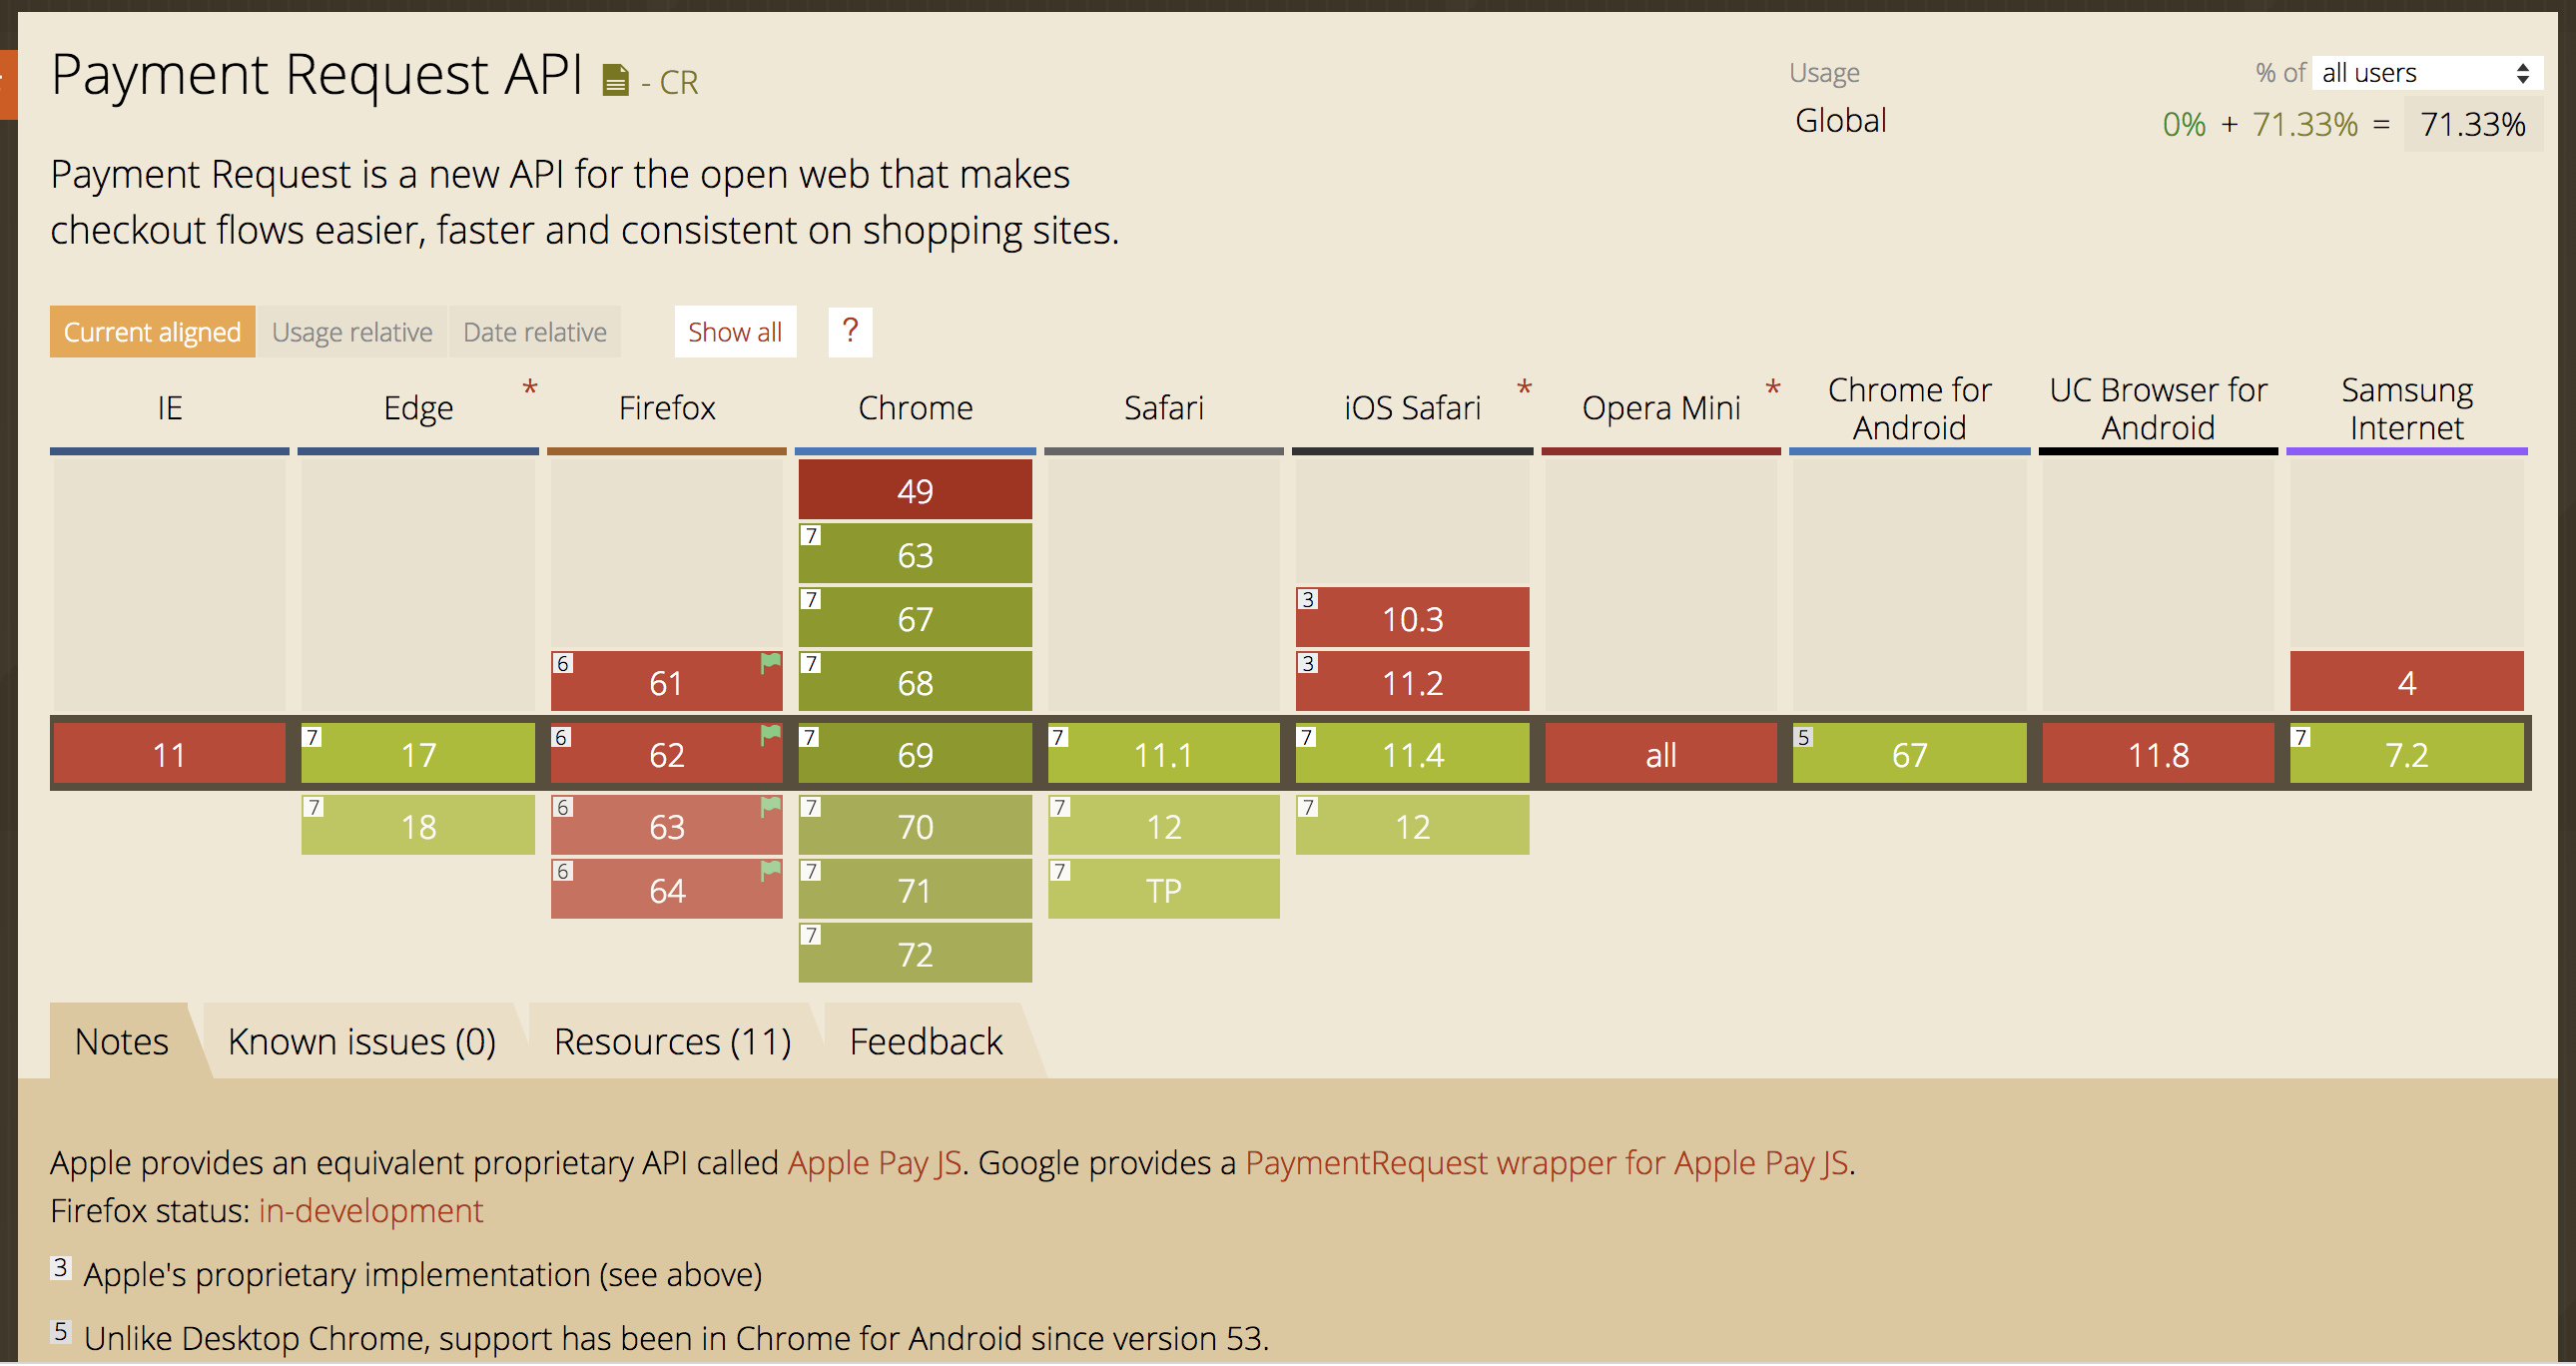 Payment Request API - CR
Usage % of all users
Global 0% + 71.33% = 71.33%
Payment Request is a new API for the open web that makes
checkout flows easier, faster and consistent on shopping sites.
Current aligned Usage relative Date relative Show all ?
IE Edge * Firefox Chrome Safari iOS Safari * Opera Mini * Chrome for Android UC Browser for Android Samsung Internet
49
7 63
7 67 3 10.3
6 61 7 68 3 11.2 4
11 7 17 6 62 7 69 7 11.1 7 11.4 all 5 67 11.8 7 7.2
7 18 6 63 7 70 7 12 7 12
6 64 7 71 7 TP
7 72
Notes Known issues (0) Resources (11) Feedback
Apple provides an equivalent proprietary API called Apple Pay JS. Google provides a PaymentRequest wrapper for Apple Pay JS.
Firefox status: in-development
3 Apple's proprietary implementation (see above)
5 Unlike Desktop Chrome, support has been in Chrome for Android since version 53.